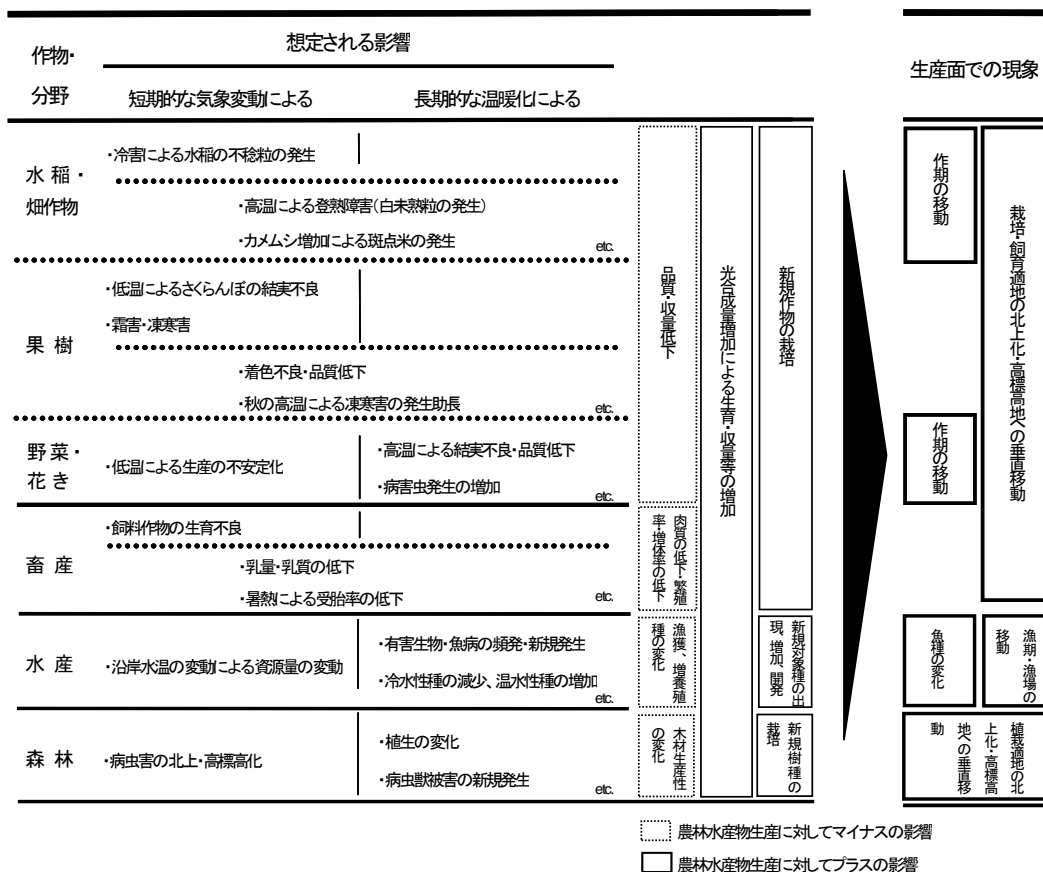 作物・
分野
想定される影響
短期的な気象変動による
長期的な温暖化による
生産面での現象
水稲・
畑作物
・冷害による水稲の不稔粒の発生
・高温による登熟障害(白未熟粒の発生)
・カメムシ増加による斑点米の発生
etc.
果樹
・低温によるさくらんぼの結実不良
・霜害・凍寒害
・着色不良・品質低下
・秋の高温による凍寒害の発生助長
etc.
野菜・
花き
・低温による生産の不安定化
・高温による結実不良・品質低下
・病害虫発生の増加
etc.
畜産
・飼料作物の生育不良
・乳量・乳質の低下
・暑熱による受胎率の低下
etc.
水産
・沿岸水温の変動による資源量の変動
・有害生物・魚病の頻発・新規発生
・冷水性種の減少、温水性種の増加
etc.
森林
・病虫害の北上・高標高化
・植生の変化
・病虫獣被害の新規発生
etc.
品質・収量低下
肉質の低下・繁殖
率・増体率の低下
漁獲、増養殖
種の変化
木材生産性
の変化
光合成量増加による生育・収量等の増加
新規作物の栽培
新規対象種の出
現、増加、開発
新規樹種の
栽培
作期の移動
作期の移動
栽培・飼育適地の北上化・高標高地への垂直移動
魚種の変化
漁期・漁場の
移動
植栽適地の北
上化・高標高
地への垂直移
動
農林水産物生産に対してマイナスの影響
農林水産物生産に対してプラスの影響